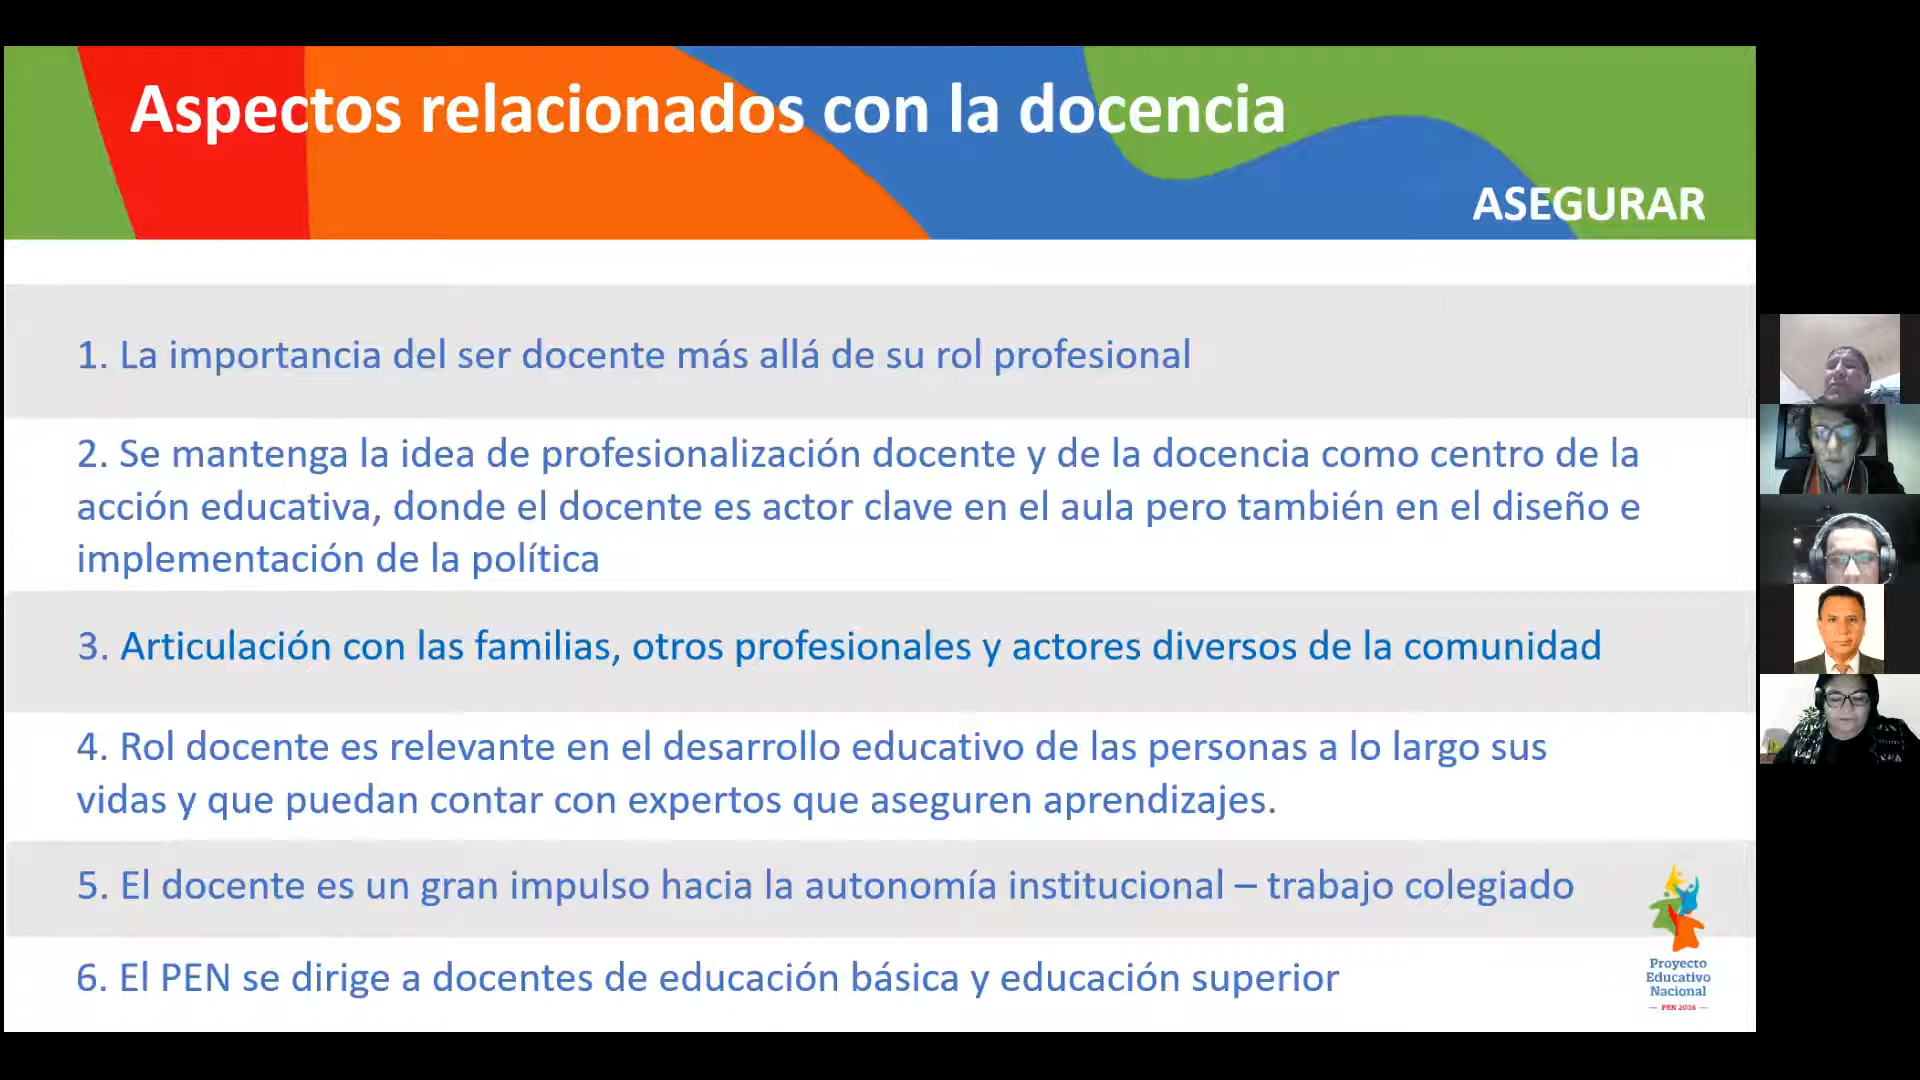 Aspectos relacionados con la docencia
ASEGURAR
1. La importancia del ser docente más allá de su rol profesional
2. Se mantenga la idea de profesionalización docente y de la docencia como centro de la
acción educativa, donde el docente es actor clave en el aula pero también en el diseño e
implementación de la política
3. Articulación con las familias, otros profesionales y actores diversos de la comunidad
4. Rol docente es relevante en el desarrollo educativo de las personas a lo largo sus
vidas y que puedan contar con expertos que aseguren aprendizajes.
5. El docente es un gran impulso hacia la autonomía institucional – trabajo colegiado
6. El PEN se dirige a docentes de educación básica y educación superior
Proyecto
Educativo
Nacional
— PEN 2036 —